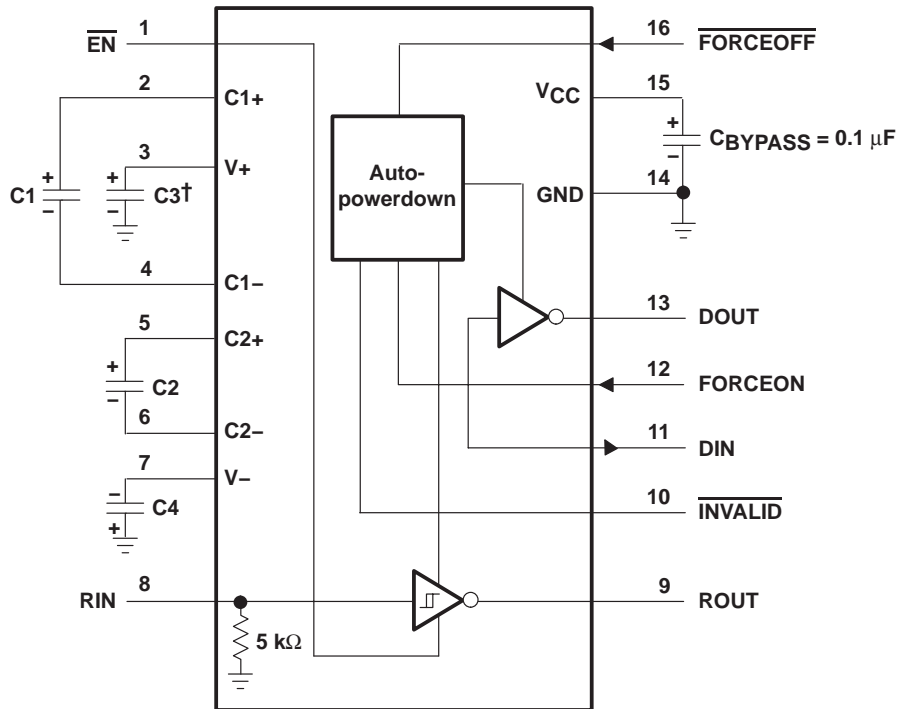 EN
1
16
FORCEOFF
2
C1+
VCC
15
CBYPASS = 0.1 µF
+
−
3
V+
Auto-
powerdown
C1
+
−
+
−
C3†
14
GND
4
C1−
13
DOUT
5
C2+
12
FORCEON
+
−
C2
6
C2−
11
DIN
7
V−
−
+
C4
10
INVALID
8
RIN
9
ROUT
5 kΩ